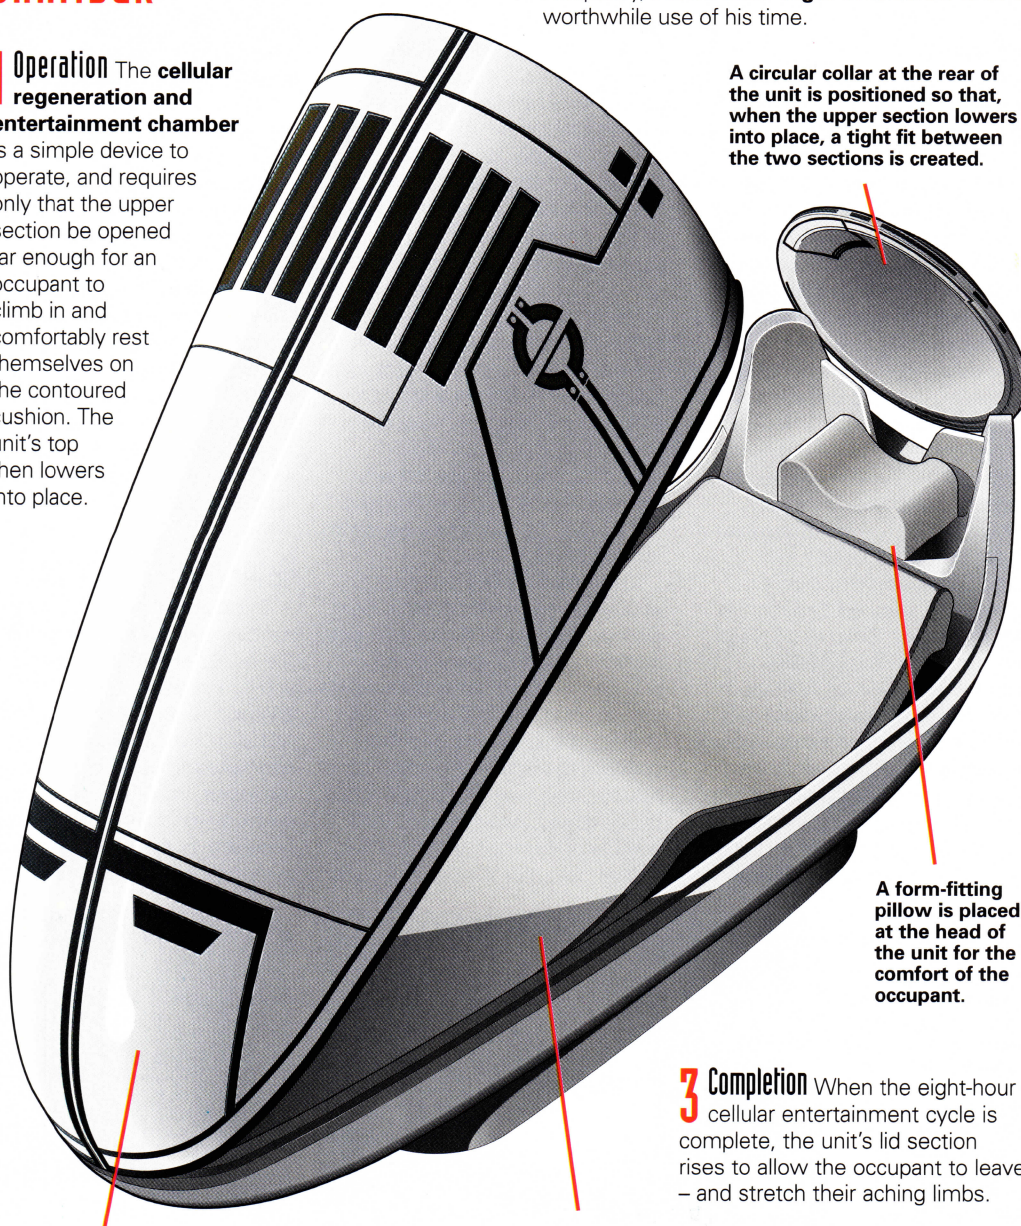 worthwhile use of his time.
1 Operation The cellular
regeneration and
entertainment chamber
is a simple device to
operate, and requires
only that the upper
section be opened
far enough for an
occupant to
climb in and
comfortably rest
themselves on
the contoured
cushion. The
unit's top
then lowers
into place.
A circular collar at the rear of
the unit is positioned so that,
when the upper section lowers
into place, a tight fit between
the two sections is created.
A form-fitting
pillow is placed
at the head of
the unit for the
comfort of the
occupant.
3 Completion When the eight-hour
cellular entertainment cycle is
complete, the unit's lid section
rises to allow the occupant to leave
– and stretch their aching limbs.